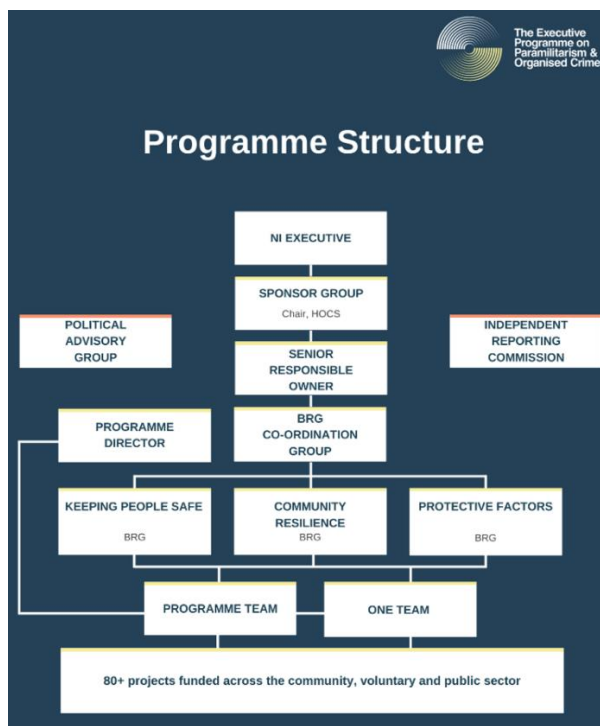 The Executive
Programme on
Paramilitarism &
Organised Crime
Programme Structure
NI EXECUTIVE
SPONSOR GROUP
Chair, HOCS
POLITICAL
ADVISORY
GROUP
INDEPENDENT
REPORTING
COMMISSION
SENIOR
RESPONSIBLE
OWNER
PROGRAMME
DIRECTOR
BRG
CO-ORDINATION
GROUP
KEEPING PEOPLE SAFE
BRG
COMMUNITY
RESILIENCE
BRG
PROTECTIVE FACTORS
BRG
PROGRAMME TEAM
ONE TEAM
80+ projects funded across the community, voluntary and public sector